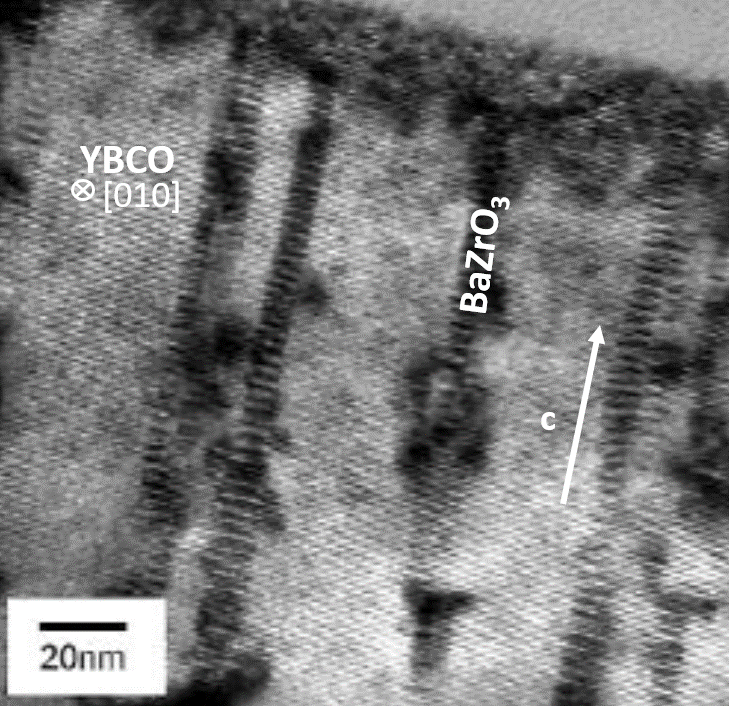 YBCO
⊗ [010]
BaZrO₃
c
20nm